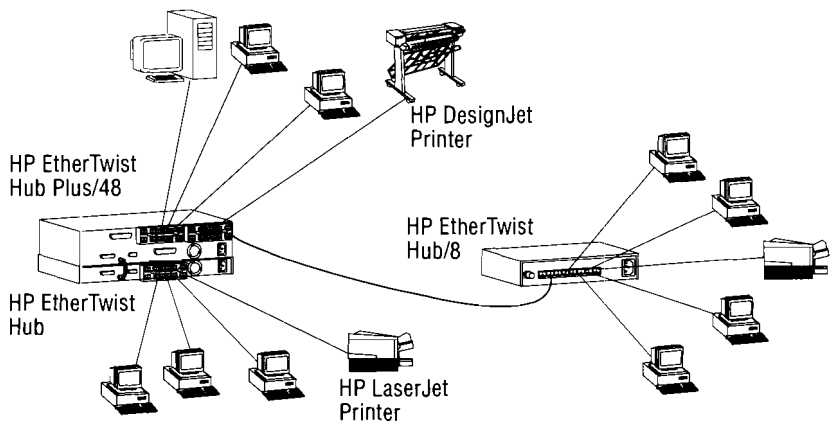 HP DesignJet
Printer
HP EtherTwist
Hub Plus/48
HP EtherTwist
Hub/8
HP EtherTwist
Hub
HP LaserJet
Printer